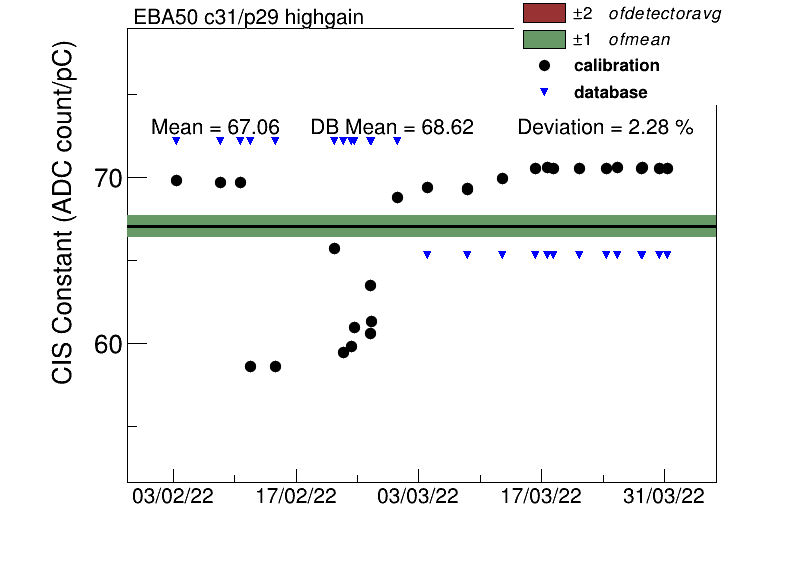 EBA50 c31/p29 highgain
±2 ofdetectoravg
±1 ofmean
calibration
database
Mean = 67.06 DB Mean = 68.62 Deviation = 2.28 %
CIS Constant (ADC count/pC)
70
60
03/02/22 17/02/22 03/03/22 17/03/22 31/03/22